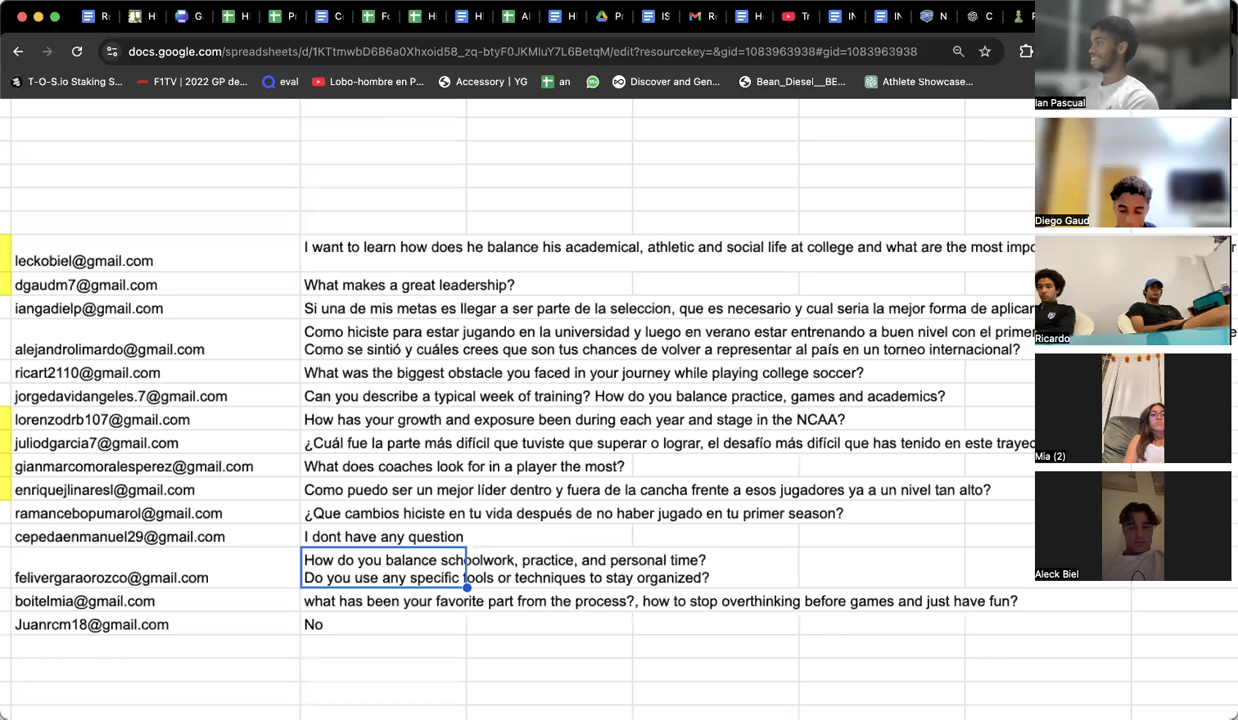 docs.google.com/spreadsheets/d/1KTtmwbD6B6a0Xhxoid58_zq-btyF0JKMluY7L6BetqM/edit?resourcekey=&gid=1083963938#gid=1083963938
T-O-S.io Staking S...
F1TV | 2022 GP de...
eval
Lobo-hombre en P...
Accessory | YG
an
Discover and Gen...
Bean_Diesel__BE...
Athlete Showcase...
leckobiel@gmail.com
I want to learn how does he balance his academical, athletic and social life at college and what are the most
dgaudm7@gmail.com
What makes a great leadership?
iangadielp@gmail.com
Si una de mis metas es llegar a ser parte de la seleccion, que es necesario y cual seria la mejor forma de aplicar
alejandrolimardo@gmail.com
Como hiciste para estar jugando en la universidad y luego en verano estar entrenando a buen nivel con el
Como se sintió y cuáles crees que son tus chances de volver a representar al país en un torneo internacional?
ricart2110@gmail.com
What was the biggest obstacle you faced in your journey while playing college soccer?
jorgedavidangeles.7@gmail.com
Can you describe a typical week of training? How do you balance practice, games and academics?
lorenzodrb107@gmail.com
How has your growth and exposure been during each year and stage in the NCAA?
juliodgarcia7@gmail.com
¿Cuál fue la parte más difícil que tuviste que superar o lograr, el desafío más difícil que has tenido en este
gianmarcomoralesperez@gmail.com
What does coaches look for in a player the most?
enriquejlinaresl@gmail.com
Como puedo ser un mejor líder dentro y fuera de la cancha frente a esos jugadores ya a un nivel tan alto?
ramancebopumarol@gmail.com
¿Que cambios hiciste en tu vida después de no haber jugado en tu primer season?
cepedaenmanuel29@gmail.com
I dont have any question
felivergaraorozco@gmail.com
How do you balance schoolwork, practice, and personal time?
Do you use any specific tools or techniques to stay organized?
boitelmia@gmail.com
what has been your favorite part from the process?, how to stop overthinking before games and just have fun?
Juanrcm18@gmail.com
No
Ian Pascual
Diego Gaud
Ricardo
Mia (2)
Aleck Biel